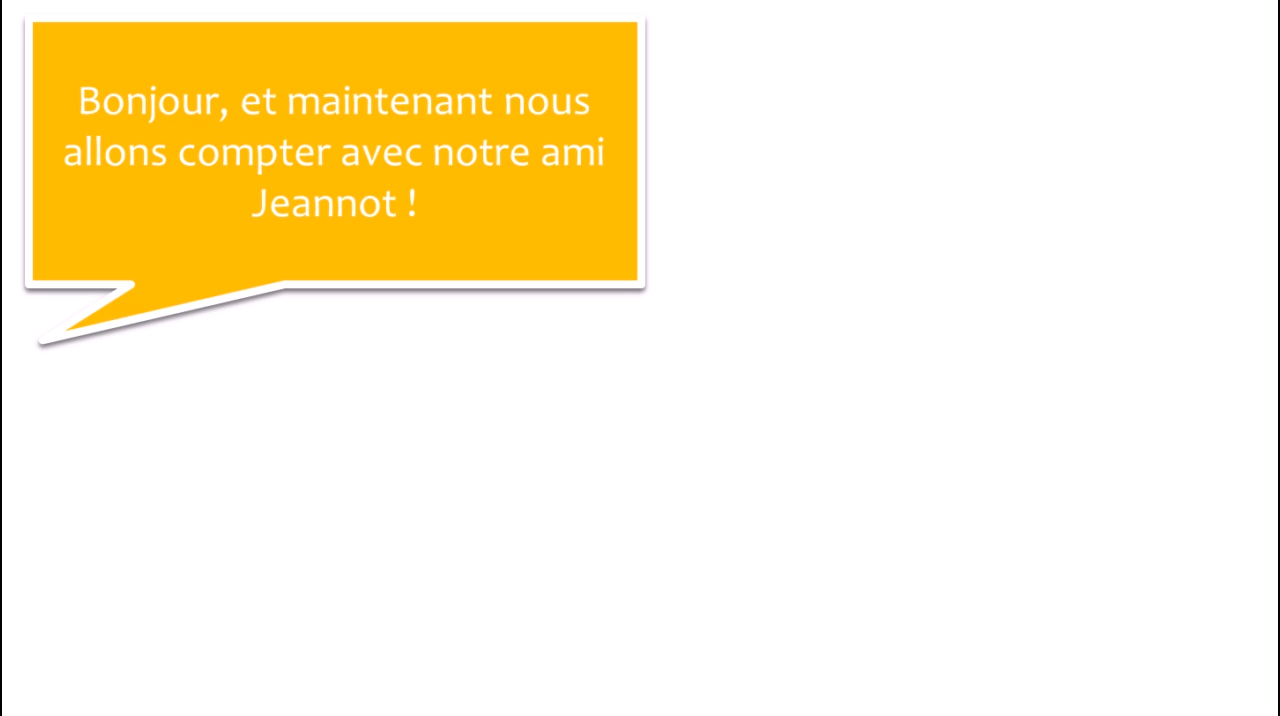 Bonjour, et maintenant nous
allons compter avec notre ami
Jeannot !